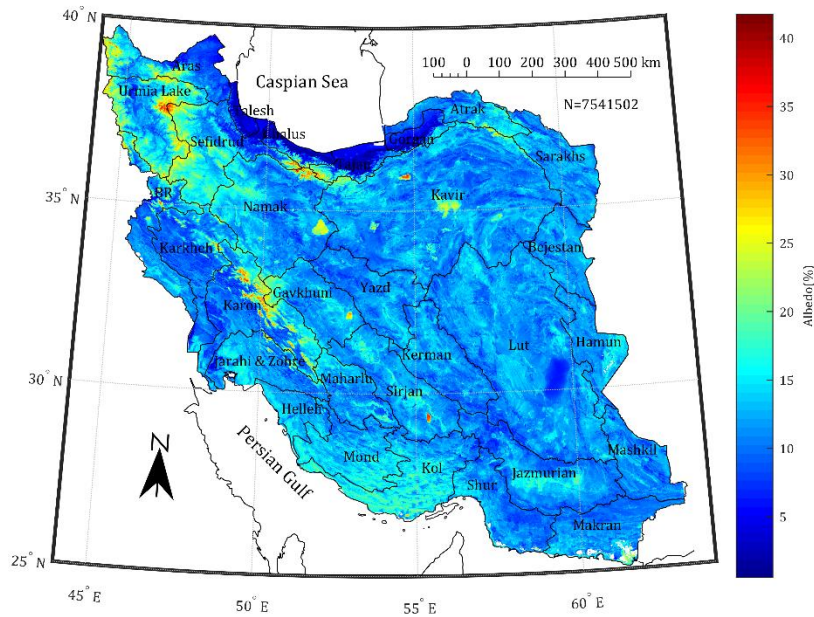 40° N
35° N
30° N
25° N
45° E
50° E
55° E
60° E
Caspian Sea
Persian Gulf
N
100 0 100 200 300 400 500 km
N=7541502
Aras
Urmia Lake
Sefidrud
Atrak
Sarakhs
BR
Namak
Kavir
Karkheh
Bejestan
Gavkhuni
Yazd
Karon
Lut
Hamun
Kerman
Jarahi & Zohre
Maharlu
Sirjan
Helleh
Mond
Kol
Shur
Jazmurian
Mashkil
Makran
40
35
30
25
20
15
10
5
Albedo[%]